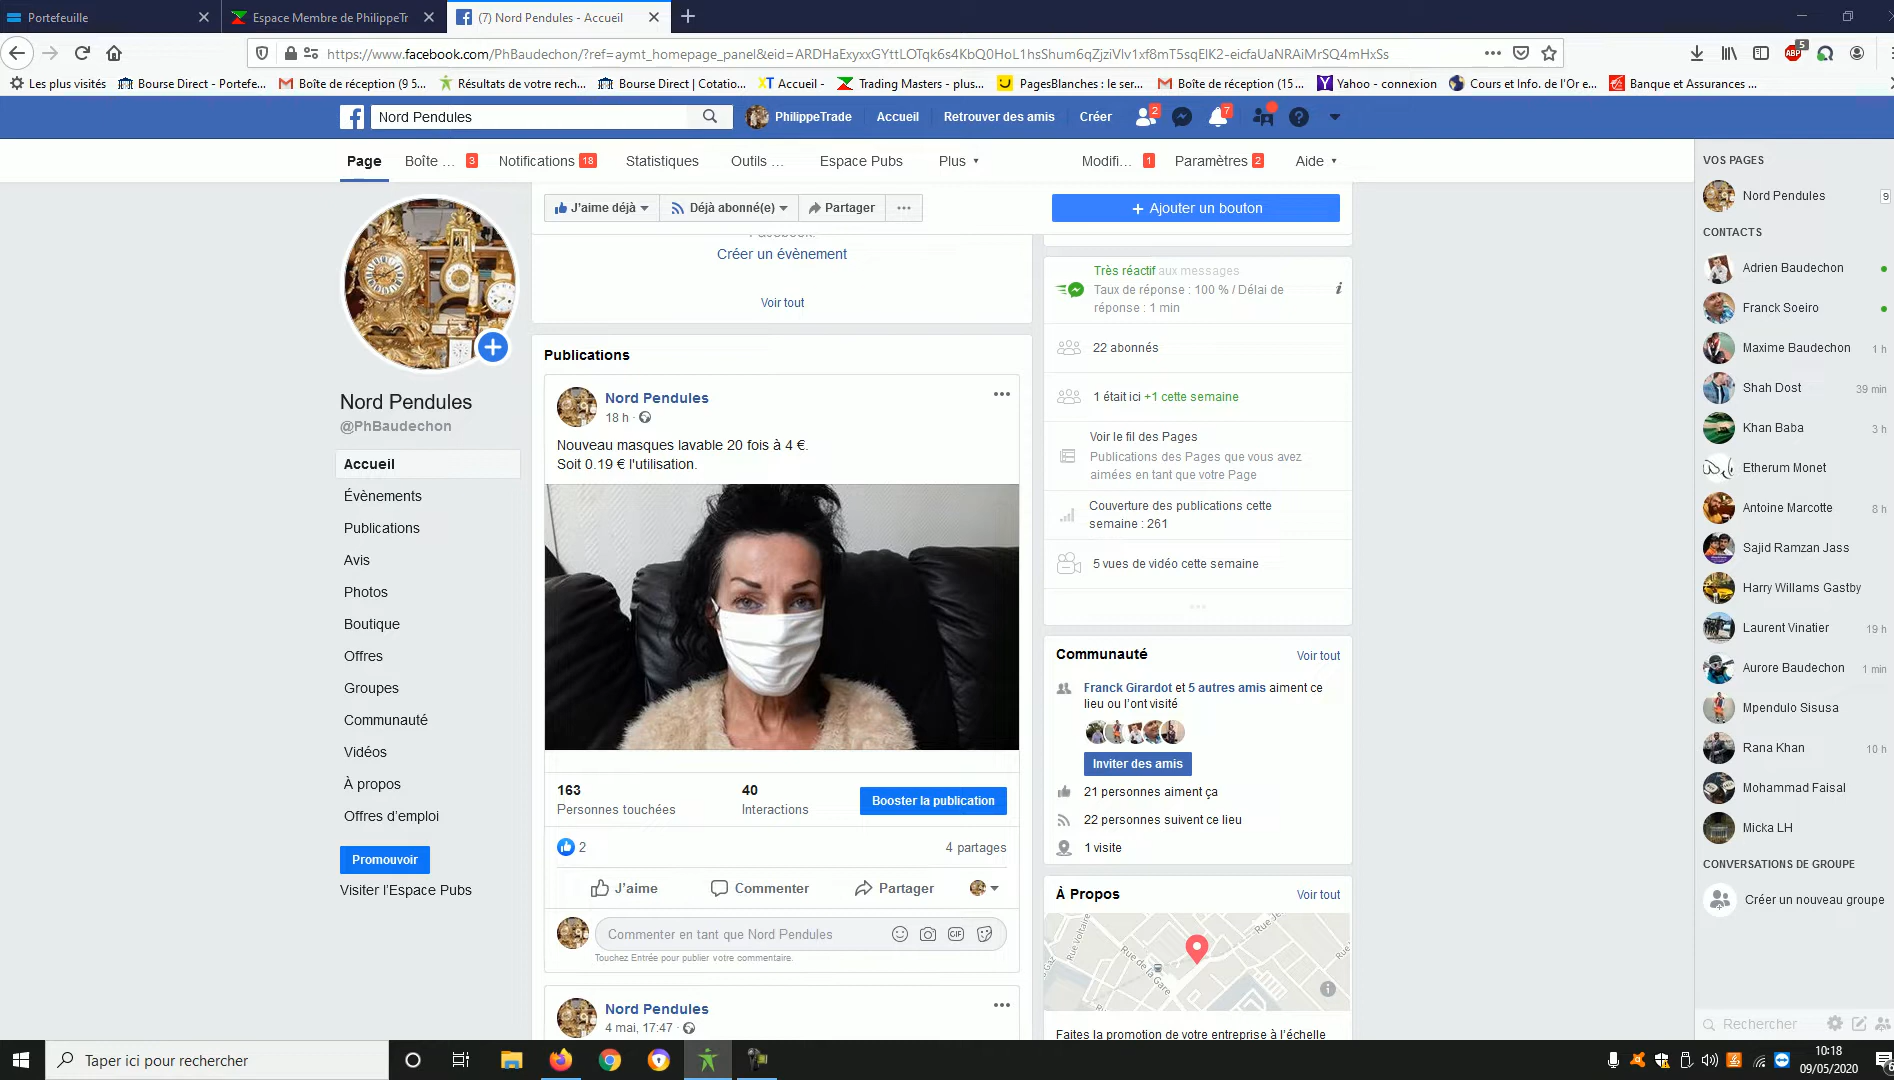 Portefeuille
Espace Membre de PhilippeTr
(7) Nord Pendules - Accueil
https://www.facebook.com/PhBaudechon/?ref=aymt_homepage_panel&eid=
5
Les plus visités
Bourse Direct - Portefe...
Boîte de réception (9 5...
Résultats de votre rech...
Bourse Direct | Cotatio...
Accueil -
Trading Masters - plus...
PagesBlanches : le ser...
Boîte de réception (15 ...
Yahoo - connexion
Cours et Info. de l'Or e...
Banque et Assurances ...
Nord Pendules
PhilippeTrade
Accueil
Retrouver des amis
Créer
2
7
Page
Boîte ... 3
Notifications 18
Statistiques
Outils ...
Espace Pubs
Plus
Modifi... 1
Paramètres 2
Aide
Nord Pendules
@PhBaudechon
Accueil
Évènements
Publications
Avis
Photos
Boutique
Offres
Groupes
Communauté
Vidéos
À propos
Offres d’emploi
Promouvoir
Visiter l’Espace Pubs
J’aime déjà
Déjà abonné(e)
Partager
...
+ Ajouter un bouton
Facebook.
Créer un évènement
Voir tout
Publications
Nord Pendules
18 h ·
Nouveau masques lavable 20 fois à 4 €.
Soit 0.19 € l'utilisation.
163
Personnes touchées
40
Interactions
Booster la publication
2
4 partages
J’aime
Commenter
Partager
Commenter en tant que Nord Pendules
GIF
Touchez Entrée pour publier votre commentaire.
Nord Pendules
4 mai, 17:47 ·
Très réactif aux messages
Taux de réponse : 100 % / Délai de
réponse : 1 min
22 abonnés
1 était ici +1 cette semaine
Voir le fil des Pages
Publications des Pages que vous avez
aimées en tant que votre Page
Couverture des publications cette
semaine : 261
5 vues de vidéo cette semaine
Communauté
Voir tout
Franck Girardot et 5 autres amis aiment ce
lieu ou l’ont visité
Inviter des amis
21 personnes aiment ça
22 personnes suivent ce lieu
1 visite
À Propos
Voir tout
Rue Voltaire
Rue de la Gare
Faites la promotion de votre entreprise à l’échelle
VOS PAGES
Nord Pendules 9
CONTACTS
Adrien Baudechon
Franck Soeiro
Maxime Baudechon 1 h
Shah Dost 39 min
Khan Baba 3 h
Etherum Monet
Antoine Marcotte 8 h
Sajid Ramzan Jass
Harry Willams Gastby
Laurent Vinatier 19 h
Aurore Baudechon 1 min
Mpendulo Sisusa
Rana Khan 10 h
Mohammad Faisal
Micka LH
CONVERSATIONS DE GROUPE
Créer un nouveau groupe
Rechercher
Taper ici pour rechercher
10:18
09/05/2020